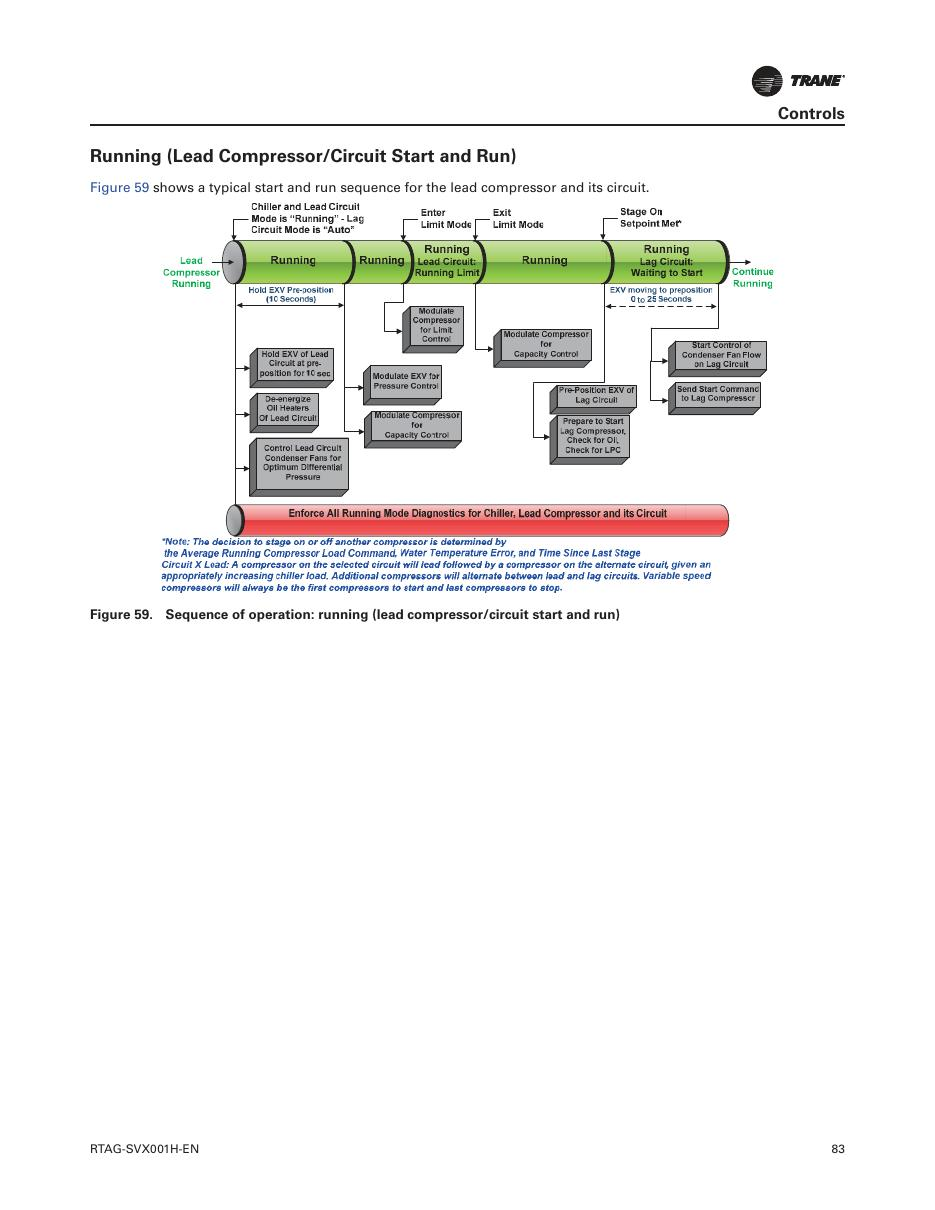 TRANE
Controls
Running (Lead Compressor/Circuit Start and Run)
Figure 59 shows a typical start and run sequence for the lead compressor and its circuit.
Chiller and Lead Circuit
Mode is “Running” - Lag
Circuit Mode is “Auto”
Enter
Limit Mode
Exit
Limit Mode
Stage On
Setpoint Met*
Lead
Compressor
Running
Running
Running
Running
Lead Circuit:
Running Limit
Running
Running
Lag Circuit:
Waiting to Start
Continue
Running
Hold EXV Pre-position
(10 Seconds)
EXV moving to preposition
0 to 25 Seconds
Modulate
Compressor
for Limit
Control
Modulate Compressor
for
Capacity Control
Start Control of
Condenser Fan Flow
on Lag Circuit
Hold EXV of Lead
Circuit at pre-
position for 10 sec
Modulate EXV for
Pressure Control
Pre-Position EXV of
Lag Circuit
Send Start Command
to Lag Compressor
De-energize
Oil Heaters
Of Lead Circuit
Modulate Compressor
for
Capacity Control
Prepare to Start
Lag Compressor,
Check for Oil,
Check for LPC
Control Lead Circuit
Condenser Fans for
Optimum Differential
Pressure
Enforce All Running Mode Diagnostics for Chiller, Lead Compressor and its Circuit
*Note: The decision to stage on or off another compressor is determined by
the Average Running Compressor Load Command, Water Temperature Error, and Time Since Last Stage
Circuit X Lead: A compressor on the selected circuit will lead followed by a compressor on the alternate circuit, given an
appropriately increasing chiller load. Additional compressors will alternate between lead and lag circuits. Variable speed
compressors will always be the first compressors to start and last compressors to stop.
Figure 59. Sequence of operation: running (lead compressor/circuit start and run)
RTAG-SVX001H-EN
83